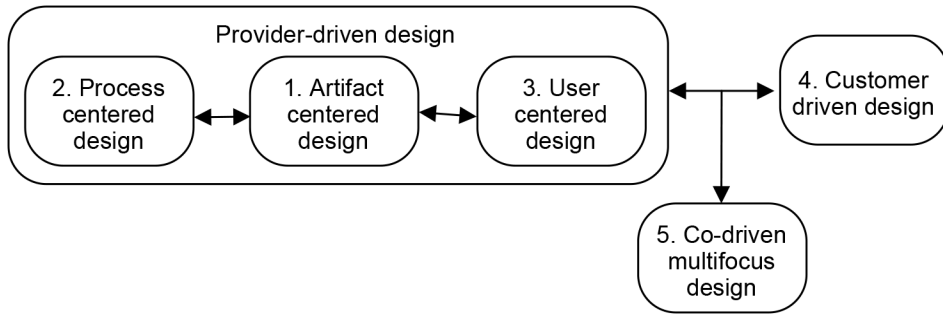 Provider-driven design
2. Process
centered
design
1. Artifact
centered
design
3. User
centered
design
4. Customer
driven design
5. Co-driven
multifocus
design